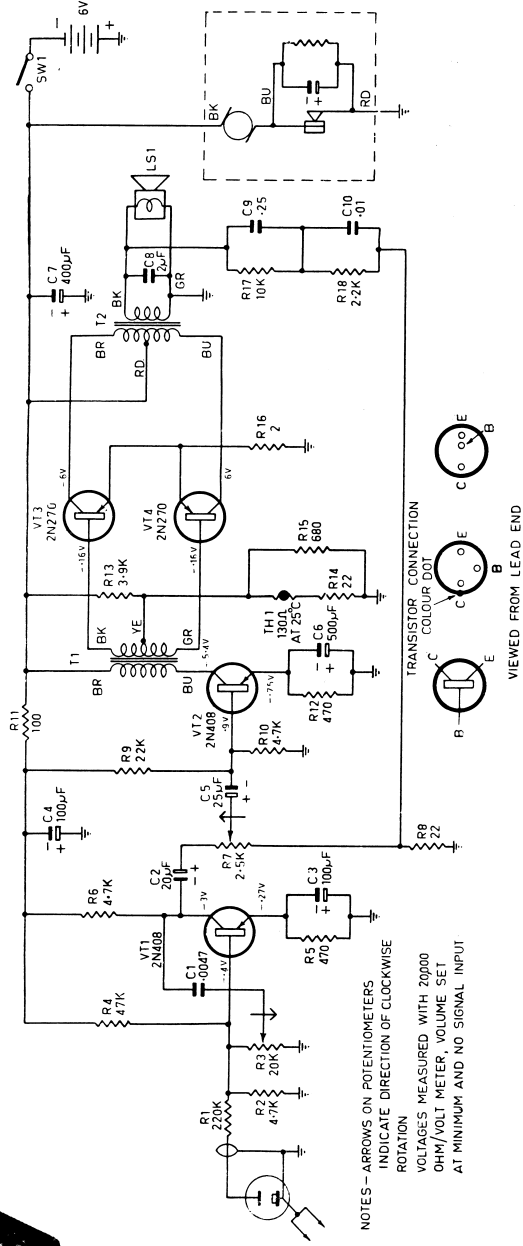 R1
220K
R2
4·7K
R3
20K
R4
47K
C1
·0047
VT1
2N408
R6
4·7K
-·4V
-3V
-·27V
R5
470
C3
100µF
- +
C2
20µF
- +
C4
100µF
- +
R7
2·5K
R8
22
C5
25µF
+ -
R9
22K
R10
4·7K
R11
100
VT2
2N408
·9V
-5·4V
-·75V
R12
470
C6
500µF
- +
T1
BR
BU
BK
YE
GR
R13
3·9K
TH1
130Ω
AT 25°C
R14
22
R15
680
-·16V
-·16V
VT3
2N270
VT4
2N270
-6V
6V
R16
2
T2
BR
RD
BU
BK
GR
C7
400µF
- +
C8
2µF
LS1
R17
10K
C9
·25
R18
2·2K
C10
·01
SW1
6V
- +
BK
BU
RD
- +
NOTES – ARROWS ON POTENTIOMETERS
INDICATE DIRECTION OF CLOCKWISE
ROTATION
VOLTAGES MEASURED WITH 20,000
OHM/VOLT METER, VOLUME SET
AT MINIMUM AND NO SIGNAL INPUT
TRANSISTOR CONNECTION
COLOUR DOT
B
C
E
C
B
C
E
B
VIEWED FROM LEAD END